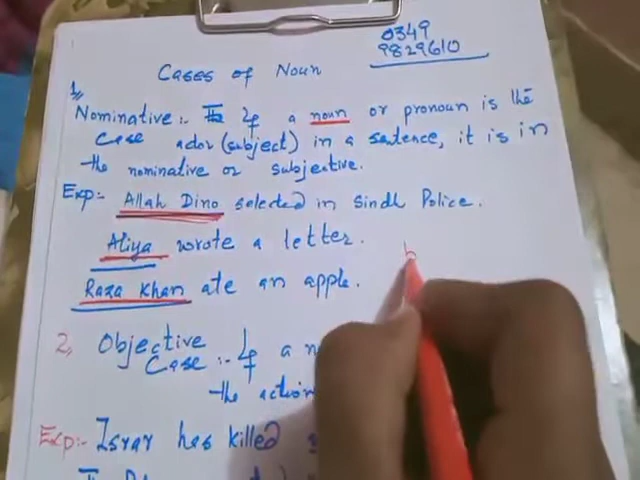 0349
9829610
Cases of Noun
1,
Nominative:- If a noun or pronoun is the
Case ador (subject) in a sentence, it is in
the nominative or subjective.
Exp:- Allah Dino selected in Sindh Police.
Aliya wrote a letter.
Raza Khan ate an apple.
2, Objective If a n
Case :-
the action
Exp:- Israr has killed